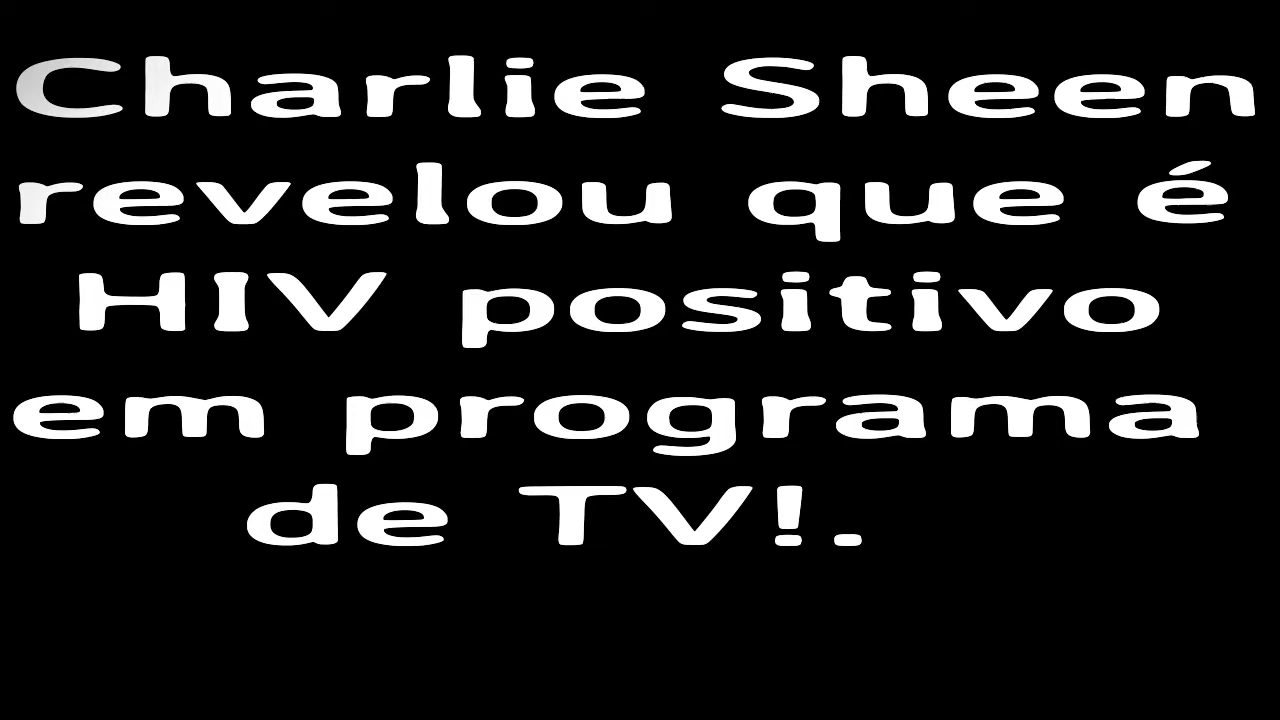 Charlie Sheen
revelou que é
HIV positivo
em programa
de TV!.